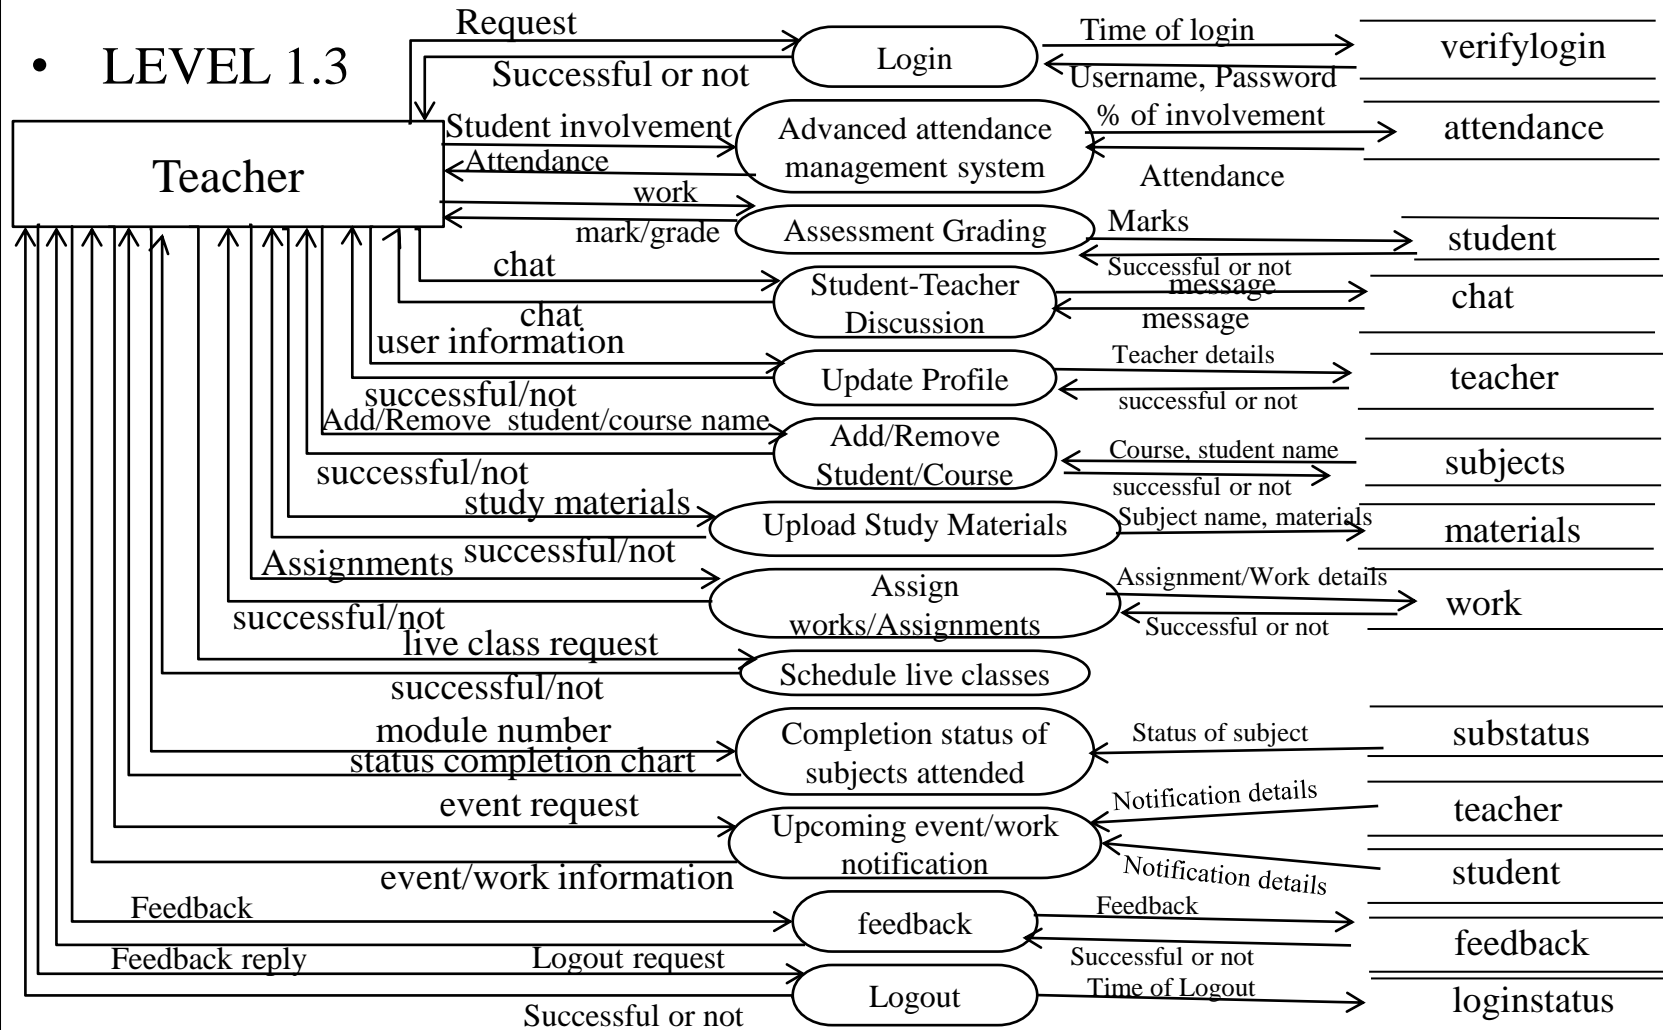 • LEVEL 1.3
Teacher
Request
Successful or not
Login
Time of login
Username, Password
verifylogin
Student involvement
Attendance
Advanced attendance
management system
% of involvement
Attendance
attendance
work
mark/grade
Assessment Grading
Marks
Successful or not
student
chat
chat
Student-Teacher
Discussion
message
message
chat
user information
successful/not
Update Profile
Teacher details
successful or not
teacher
Add/Remove student/course name
successful/not
Add/Remove
Student/Course
Course, student name
successful or not
subjects
study materials
successful/not
Upload Study Materials
Subject name, materials
materials
Assignments
successful/not
Assign
works/Assignments
Assignment/Work details
Successful or not
work
live class request
successful/not
Schedule live classes
module number
status completion chart
Completion status of
subjects attended
Status of subject
substatus
event request
event/work information
Upcoming event/work
notification
Notification details
teacher
Notification details
student
Feedback
Feedback reply
feedback
Feedback
Successful or not
feedback
Logout request
Successful or not
Logout
Time of Logout
loginstatus